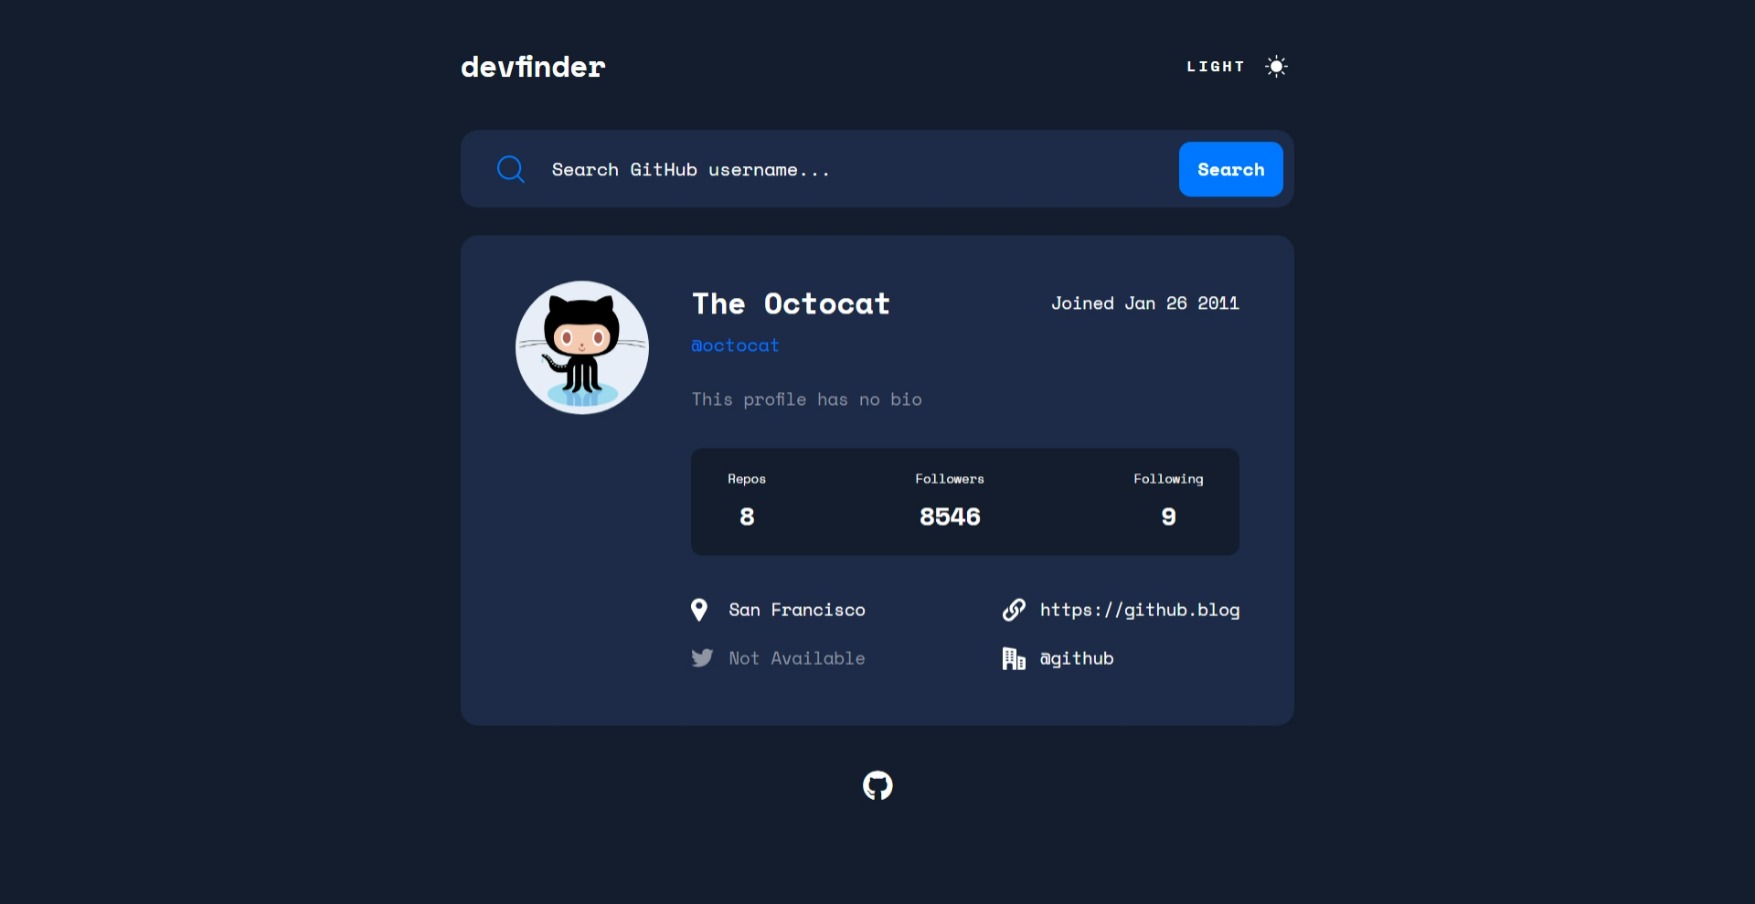 devfinder
LIGHT
Search GitHub username...
Search
The Octocat
Joined Jan 26 2011
@octocat
This profile has no bio
Repos Followers Following
8 8546 9
San Francisco
https://github.blog
Not Available
@github